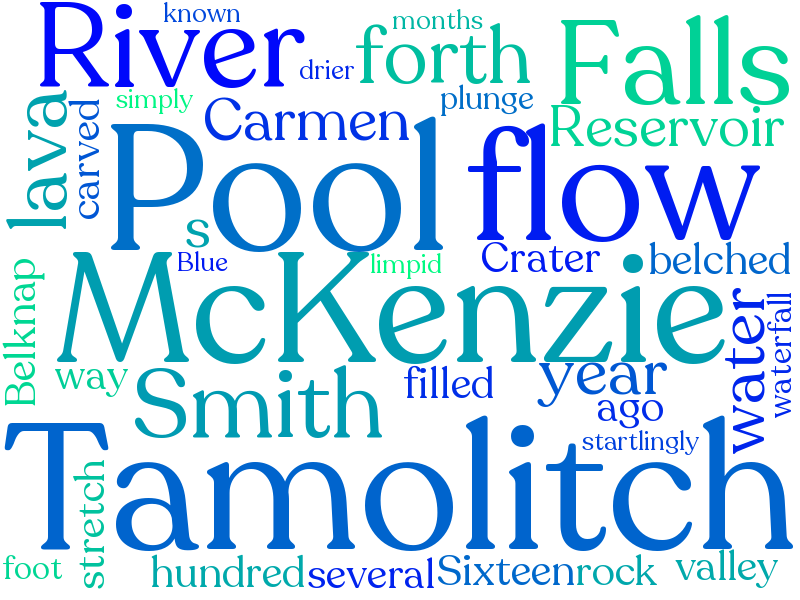 known
months
River
forth
Falls
drier
simply
plunge
lava
carved
Carmen
Reservoir
Pool
flow
s
Blue
limpid
Crater
belched
McKenzie
Belknap
way
Smith
filled
year
ago
water
waterfall
startlingly
Tamolitch
stretch
foot
hundred
several
Sixteen
rock
valley